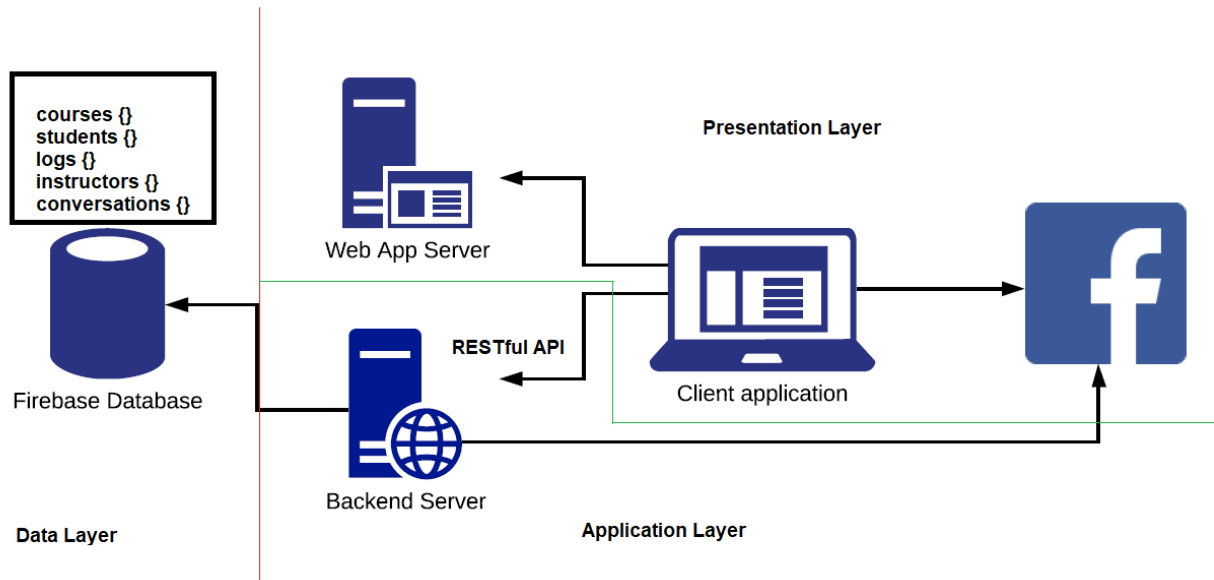 courses {}
students {}
logs {}
instructors {}
conversations {}
Firebase Database
Data Layer
Web App Server
Presentation Layer
RESTful API
Client application
Backend Server
Application Layer